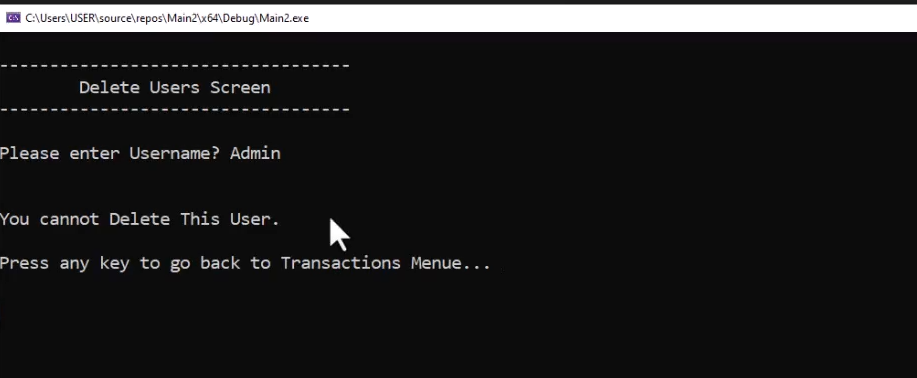 C:\Users\USER\source\repos\Main2\x64\Debug\Main2.exe
-----------------------------------
Delete Users Screen
-----------------------------------
Please enter Username? Admin
You cannot Delete This User.
Press any key to go back to Transactions Menue...